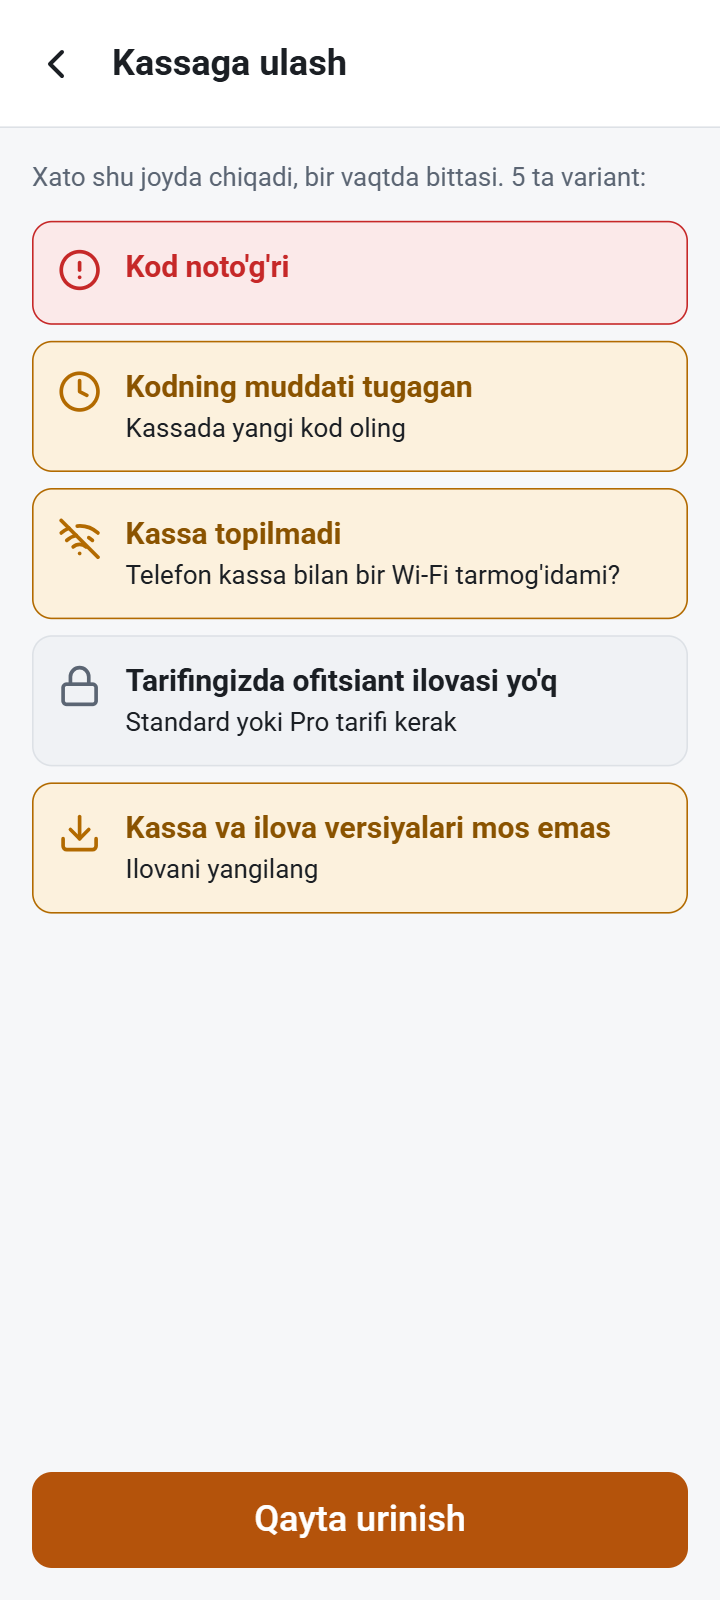 Kassaga ulash
Xato shu joyda chiqadi, bir vaqtda bittasi. 5 ta variant:
Kod noto'g'ri
Kodning muddati tugagan
Kassada yangi kod oling
Kassa topilmadi
Telefon kassa bilan bir Wi-Fi tarmog'idami?
Tarifingizda ofitsiant ilovasi yo'q
Standard yoki Pro tarifi kerak
Kassa va ilova versiyalari mos emas
Ilovani yangilang
Qayta urinish